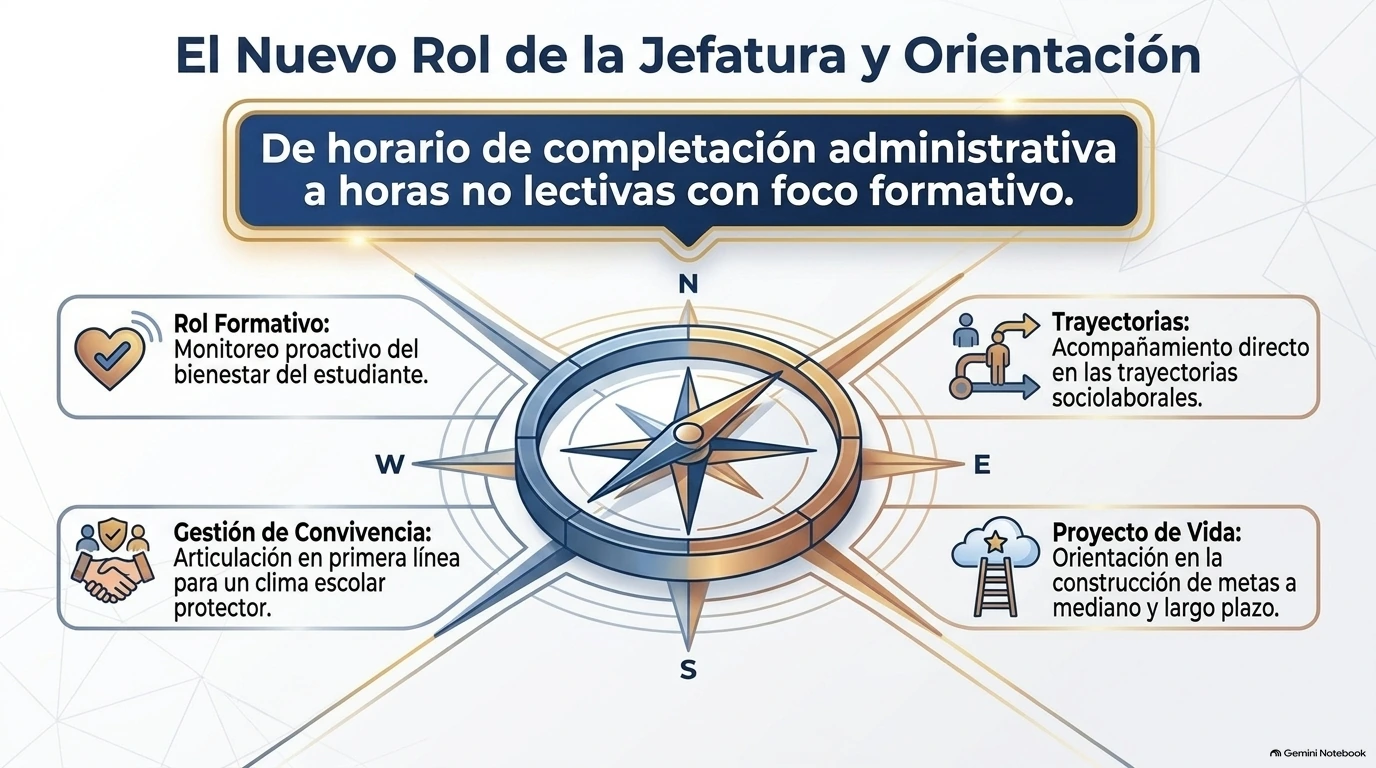 El Nuevo Rol de la Jefatura y Orientación
De horario de completación administrativa
a horas no lectivas con foco formativo.
N
Rol Formativo:
Monitoreo proactivo del
bienestar del estudiante.
Trayectorias:
Acompañamiento directo
en las trayectorias
sociolaborales.
W
E
Gestión de Convivencia:
Articulación en primera línea
para un clima escolar
protector.
Proyecto de Vida:
Orientación en la
construcción de metas a
mediano y largo plazo.
S
Gemini Notebook